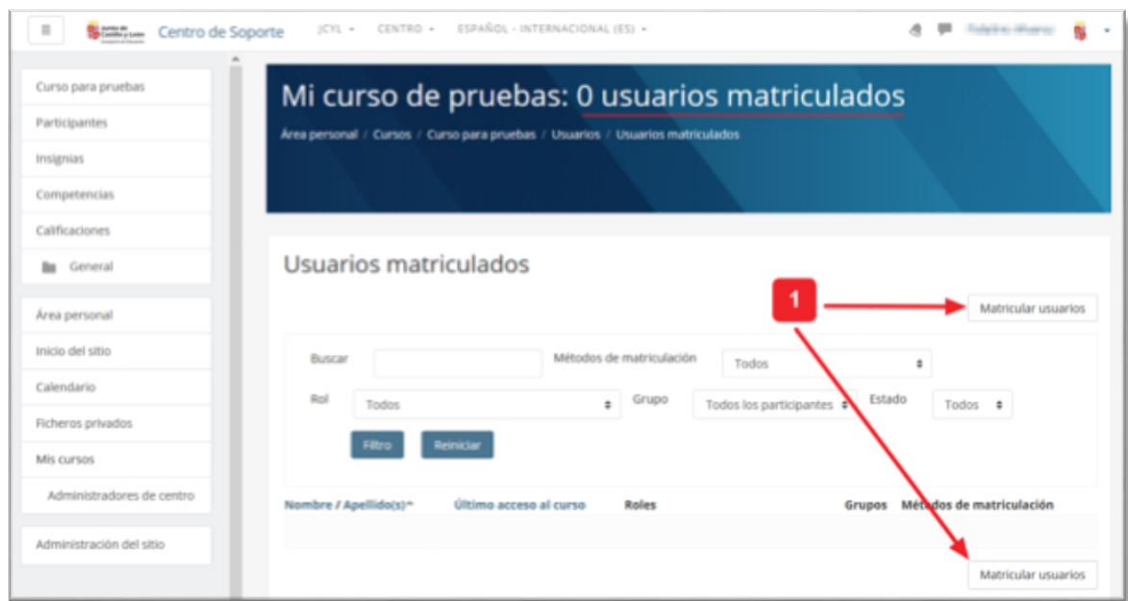 Junta de
Castilla y León
Centro de Soporte
JCYL
CENTRO
ESPAÑOL - INTERNACIONAL (ES)
Curso para pruebas
Participantes
Insignias
Competencias
Calificaciones
General
Área personal
Inicio del sitio
Calendario
Ficheros privados
Mis cursos
Administradores de centro
Administración del sitio
Mi curso de pruebas: 0 usuarios matriculados
Área personal / Cursos / Curso para pruebas / Usuarios / Usuarios matriculados
Usuarios matriculados
1
Matricular usuarios
Buscar
Métodos de matriculación
Todos
Rol
Todos
Grupo
Todos los participantes
Estado
Todos
Filtro
Reiniciar
Nombre / Apellido(s)
Último acceso al curso
Roles
Grupos
Métodos de matriculación
Matricular usuarios